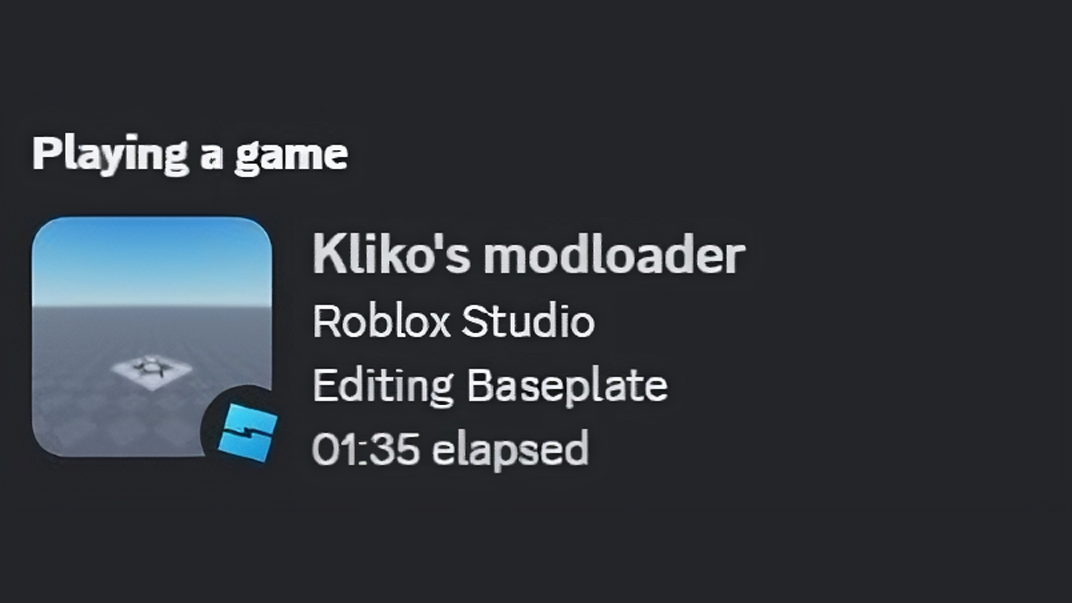 Playing a game
Kliko's modloader
Roblox Studio
Editing Baseplate
01:35 elapsed